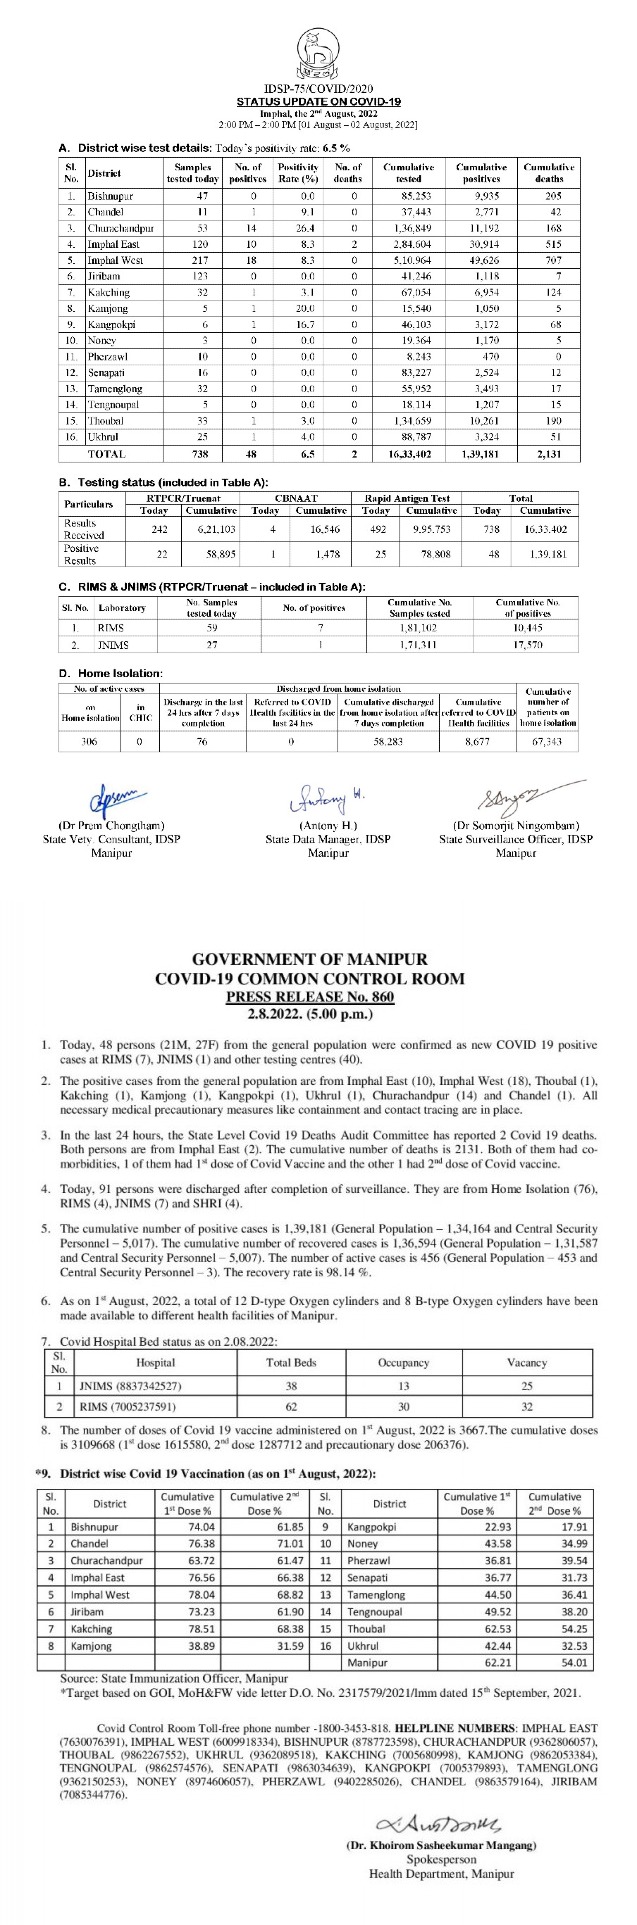 IDSP-75/COVID/2020
STATUS UPDATE ON COVID-19
Imphal, the 2nd August, 2022
2:00 PM – 2:00 PM [01 August – 02 August, 2022]
A. District wise test details: Today's positivity rate: 6.5 %
Sl. No. District Samples tested today No. of positives Positivity Rate (%) No. of deaths Cumulative tested Cumulative positives Cumulative deaths
1. Bishnupur 47 0 0.0 0 85,253 9,935 205
2. Chandel 11 1 9.1 0 37,443 2,771 42
3. Churachandpur 53 14 26.4 0 1,36,849 11,192 168
4. Imphal East 120 10 8.3 2 2,84,604 30,914 515
5. Imphal West 217 18 8.3 0 5,10,964 49,626 707
6. Jiribam 123 0 0.0 0 41,246 1,118 7
7. Kakching 32 1 3.1 0 67,054 6,954 124
8. Kamjong 5 1 20.0 0 15,540 1,050 5
9. Kangpokpi 6 1 16.7 0 46,103 3,172 68
10. Noney 3 0 0.0 0 19,364 1,170 5
11. Pherzawl 10 0 0.0 0 8,243 470 0
12. Senapati 16 0 0.0 0 83,227 2,524 12
13. Tamenglong 32 0 0.0 0 55,952 3,493 17
14. Tengnoupal 5 0 0.0 0 18,114 1,207 15
15. Thoubal 33 1 3.0 0 1,34,659 10,261 190
16. Ukhrul 25 1 4.0 0 88,787 3,324 51
TOTAL 738 48 6.5 2 16,33,402 1,39,181 2,131
B. Testing status (included in Table A):
Particulars RTPCR/Truenat CBNAAT Rapid Antigen Test Total
Today Cumulative Today Cumulative Today Cumulative Today Cumulative
Results Received 242 6,21,103 4 16,546 492 9,95,753 738 16,33,402
Positive Results 22 58,895 1 1,478 25 78,808 48 1,39,181
C. RIMS & JNIMS (RTPCR/Truenat – included in Table A):
Sl. No. Laboratory No. Samples tested today No. of positives Cumulative No. Samples tested Cumulative No. of positives
1. RIMS 59 7 1,81,102 10,445
2. JNIMS 27 1 1,71,311 17,570
D. Home Isolation:
No. of active cases Discharged from home isolation Cumulative number of patients on home isolation
on Home isolation in CHIC Discharge in the last 24 hrs after 7 days completion Referred to COVID Health facilities in the last 24 hrs Cumulative discharged from home isolation after 7 days completion Cumulative referred to COVID Health facilities
306 0 76 0 58,283 8,677 67,343
(Dr Prem Chongtham) (Antony H.) (Dr Somorjit Ningombam)
State Vety. Consultant, IDSP State Data Manager, IDSP State Surveillance Officer, IDSP
Manipur Manipur Manipur
GOVERNMENT OF MANIPUR
COVID-19 COMMON CONTROL ROOM
PRESS RELEASE No. 860
2.8.2022. (5.00 p.m.)
1. Today, 48 persons (21M, 27F) from the general population were confirmed as new COVID 19 positive
cases at RIMS (7), JNIMS (1) and other testing centres (40).
2. The positive cases from the general population are from Imphal East (10), Imphal West (18), Thoubal (1),
Kakching (1), Kamjong (1), Kangpokpi (1), Ukhrul (1), Churachandpur (14) and Chandel (1). All
necessary medical precautionary measures like containment and contact tracing are in place.
3. In the last 24 hours, the State Level Covid 19 Deaths Audit Committee has reported 2 Covid 19 deaths.
Both persons are from Imphal East (2). The cumulative number of deaths is 2131. Both of them had co-
morbidities, 1 of them had 1st dose of Covid Vaccine and the other 1 had 2nd dose of Covid vaccine.
4. Today, 91 persons were discharged after completion of surveillance. They are from Home Isolation (76),
RIMS (4), JNIMS (7) and SHRI (4).
5. The cumulative number of positive cases is 1,39,181 (General Population – 1,34,164 and Central Security
Personnel – 5,017). The cumulative number of recovered cases is 1,36,594 (General Population – 1,31,587
and Central Security Personnel – 5,007). The number of active cases is 456 (General Population – 453 and
Central Security Personnel – 3). The recovery rate is 98.14 %.
6. As on 1st August, 2022, a total of 12 D-type Oxygen cylinders and 8 B-type Oxygen cylinders have been
made available to different health facilities of Manipur.
7. Covid Hospital Bed status as on 2.08.2022:
Sl. No. Hospital Total Beds Occupancy Vacancy
1 JNIMS (8837342527) 38 13 25
2 RIMS (7005237591) 62 30 32
8. The number of doses of Covid 19 vaccine administered on 1st August, 2022 is 3667.The cumulative doses
is 3109668 (1st dose 1615580, 2nd dose 1287712 and precautionary dose 206376).
*9. District wise Covid 19 Vaccination (as on 1st August, 2022):
Sl. No. District Cumulative 1st Dose % Cumulative 2nd Dose % Sl. No. District Cumulative 1st Dose % Cumulative 2nd Dose %
1 Bishnupur 74.04 61.85 9 Kangpokpi 22.93 17.91
2 Chandel 76.38 71.01 10 Noney 43.58 34.99
3 Churachandpur 63.72 61.47 11 Pherzawl 36.81 39.54
4 Imphal East 76.56 66.38 12 Senapati 36.77 31.73
5 Imphal West 78.04 68.82 13 Tamenglong 44.50 36.41
6 Jiribam 73.23 61.90 14 Tengnoupal 49.52 38.20
7 Kakching 78.51 68.38 15 Thoubal 62.53 54.25
8 Kamjong 38.89 31.59 16 Ukhrul 42.44 32.53
Manipur 62.21 54.01
Source: State Immunization Officer, Manipur
*Target based on GOI, MoH&FW vide letter D.O. No. 2317579/2021/Imm dated 15th September, 2021.
Covid Control Room Toll-free phone number -1800-3453-818. HELPLINE NUMBERS: IMPHAL EAST
(7630076391), IMPHAL WEST (6009918334), BISHNUPUR (8787723598), CHURACHANDPUR (9362806057),
THOUBAL (9862267552), UKHRUL (9362089518), KAKCHING (7005680998), KAMJONG (9862053384),
TENGNOUPAL (9862574576), SENAPATI (9863034639), KANGPOKPI (7005379893), TAMENGLONG
(9362150253), NONEY (8974606057), PHERZAWL (9402285026), CHANDEL (9863579164), JIRIBAM
(7085344776).
(Dr. Khoirom Sasheekumar Mangang)
Spokesperson
Health Department, Manipur